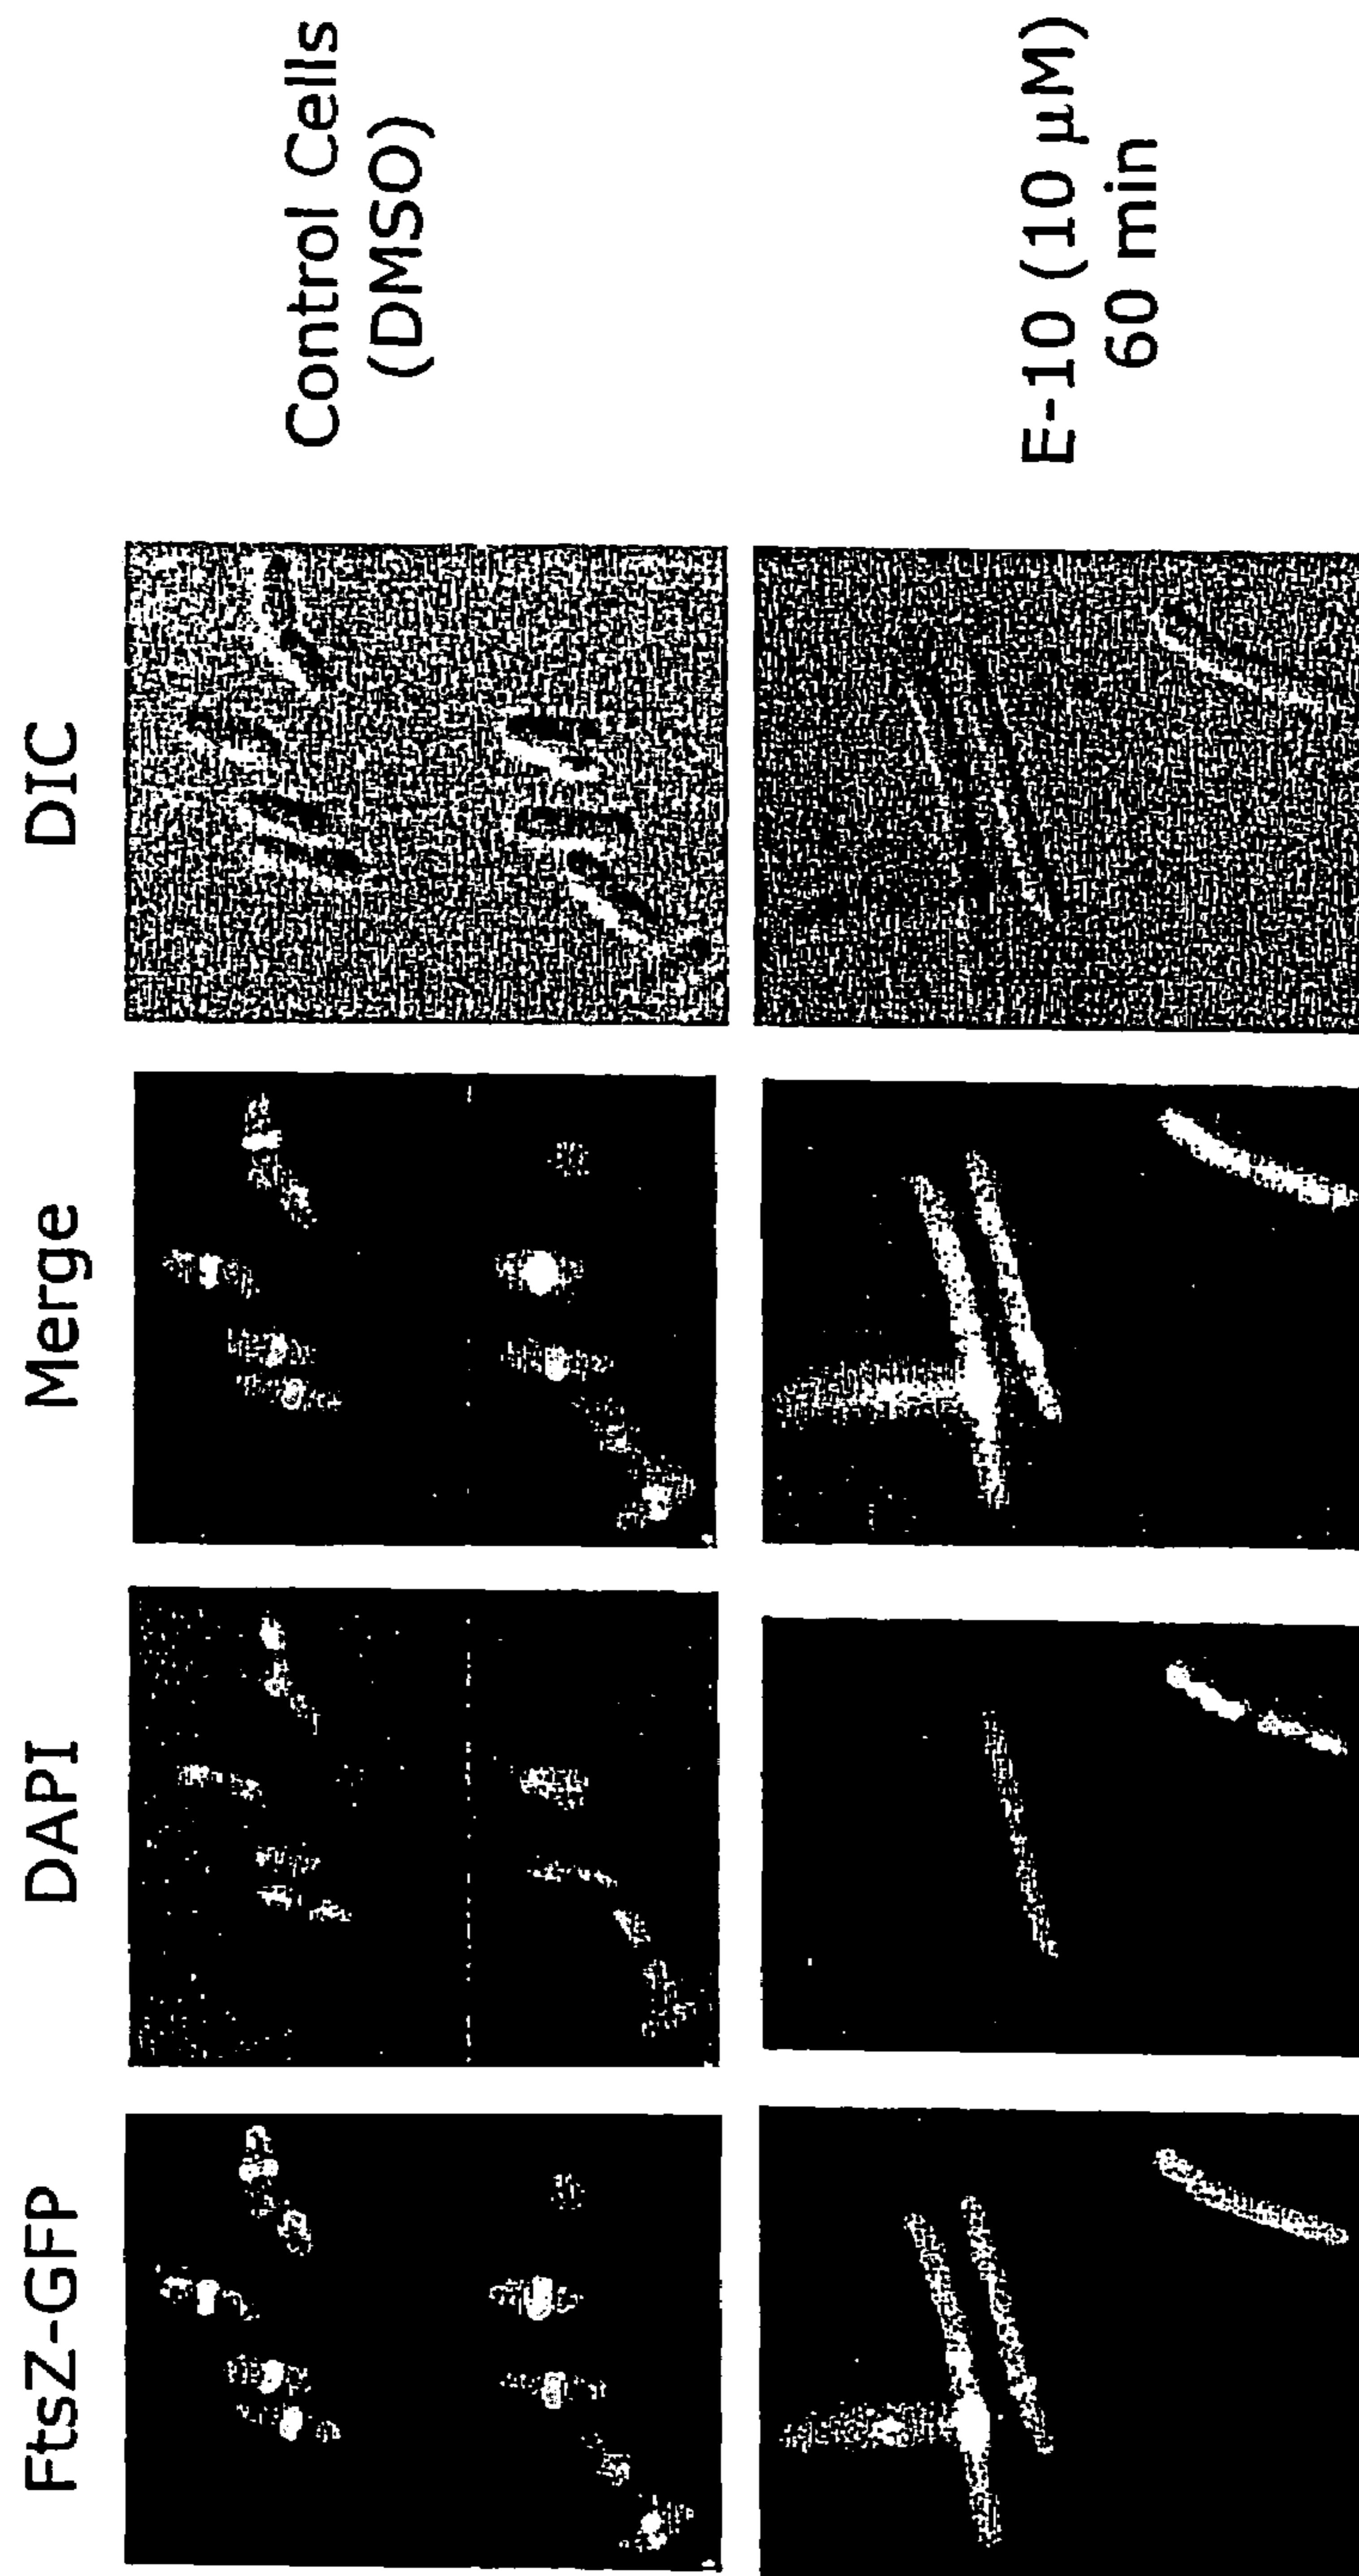 FtsZ-GFP
DAPI
Merge
DIC
Control Cells
(DMSO)
E-10 (10 μM)
60 min